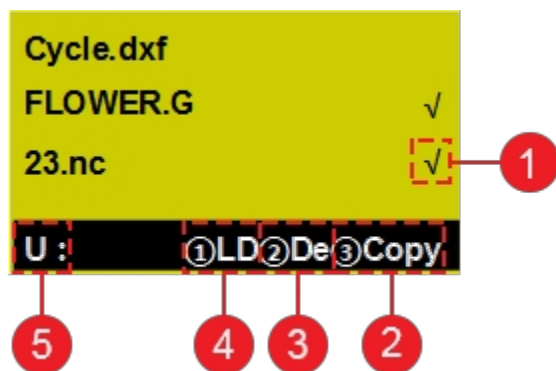 Cycle.dxf
FLOWER.G √
23.nc √ 1
U : ①LD②De③Copy
5 4 3 2